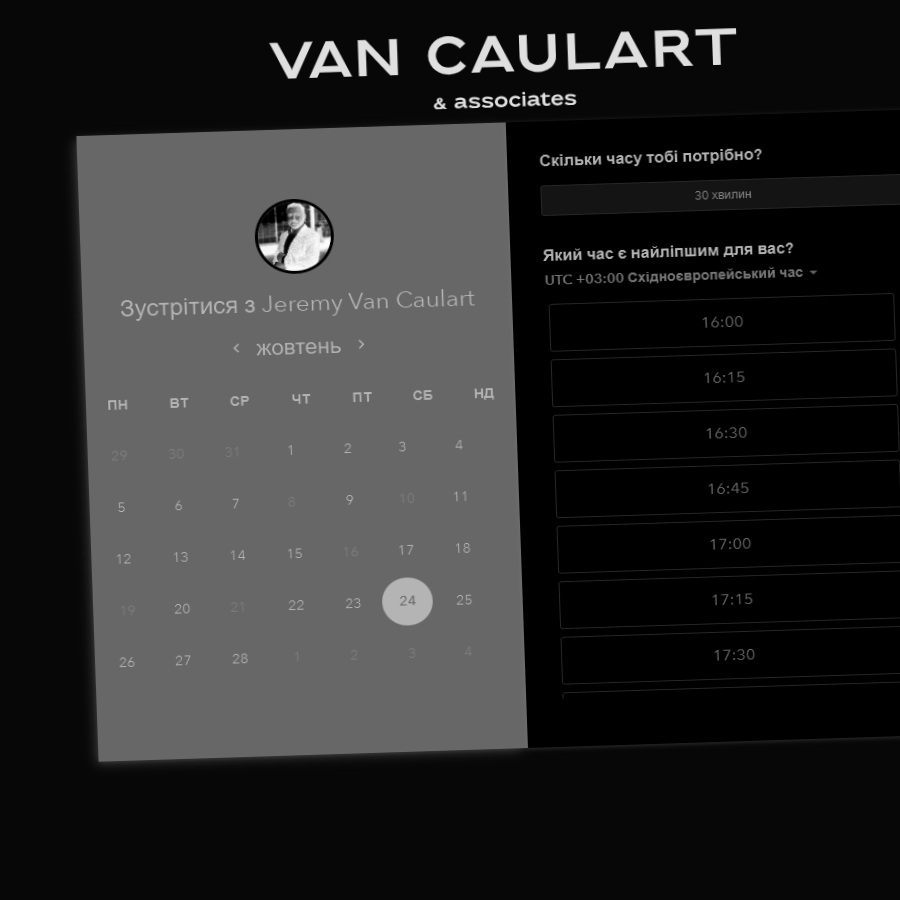 VAN CAULART
& associates
Зустрітися з Jeremy Van Caulart
жовтень
ПН ВТ СР ЧТ ПТ СБ НД
29 30 31 1 2 3 4
5 6 7 8 9 10 11
12 13 14 15 16 17 18
19 20 21 22 23 24 25
26 27 28 1 2 3 4
Скільки часу тобі потрібно?
30 хвилин
Який час є найліпшим для вас?
UTC +03:00 Східноєвропейський час
16:00
16:15
16:30
16:45
17:00
17:15
17:30